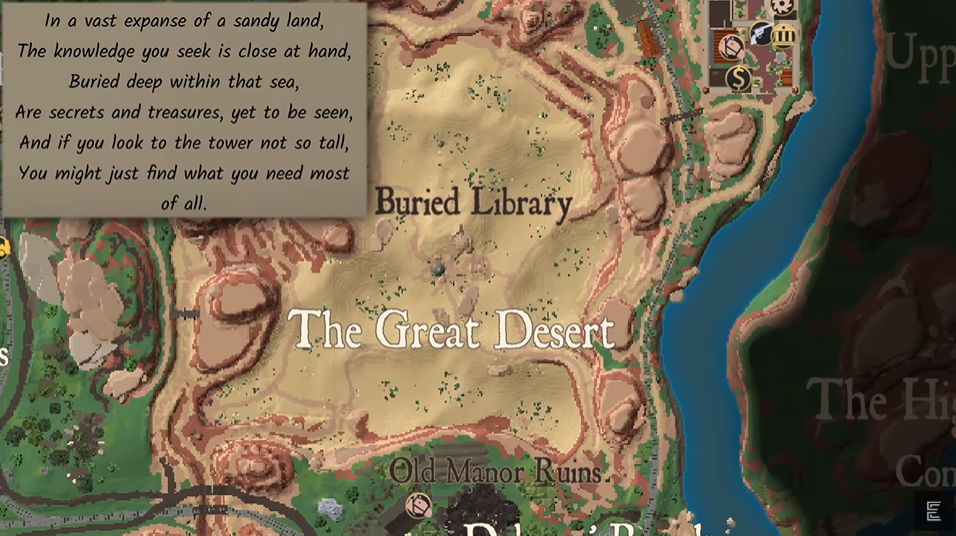 In a vast expanse of a sandy land,
The knowledge you seek is close at hand,
Buried deep within that sea,
Are secrets and treasures, yet to be seen,
And if you look to the tower not so tall,
You might just find what you need most
of all.
Buried Library
The Great Desert
Old Manor Ruins
The